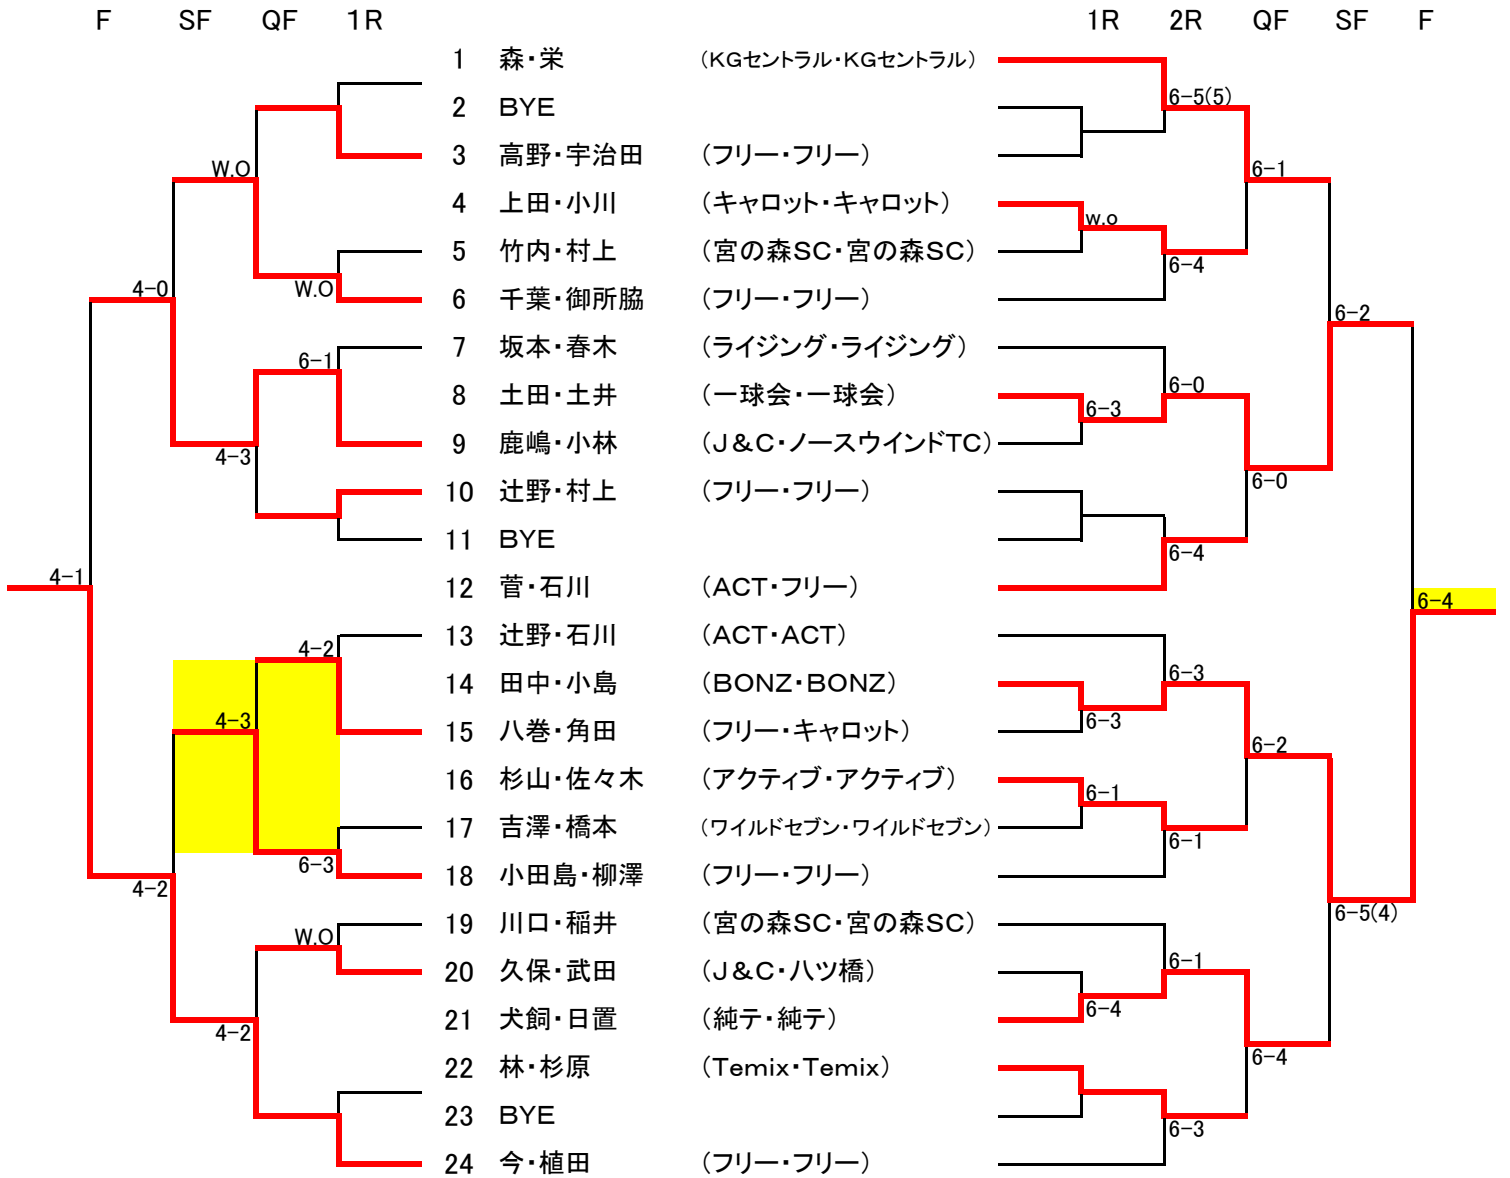 F SF QF 1R 1R 2R QF SF F
1 森・栄 (KGセントラル・KGセントラル)
2 BYE 6-5(5)
W.O 3 高野・宇治田 (フリー・フリー) 6-1
4 上田・小川 (キャロット・キャロット) w.o
5 竹内・村上 (宮の森SC・宮の森SC) 6-4
4-0 W.O 6 千葉・御所脇 (フリー・フリー) 6-2
6-1 7 坂本・春木 (ライジング・ライジング)
8 土田・土井 (一球会・一球会) 6-3 6-0
4-3 9 鹿嶋・小林 (J&C・ノースウインドTC)
10 辻野・村上 (フリー・フリー) 6-0
11 BYE 6-4
4-1 12 菅・石川 (ACT・フリー) 6-4
4-2 13 辻野・石川 (ACT・ACT)
14 田中・小島 (BONZ・BONZ) 6-3
4-3 15 八巻・角田 (フリー・キャロット) 6-3 6-2
16 杉山・佐々木 (アクティブ・アクティブ) 6-1
17 吉澤・橋本 (ワイルドセブン・ワイルドセブン) 6-1
4-2 6-3 18 小田島・柳澤 (フリー・フリー)
W.O 19 川口・稲井 (宮の森SC・宮の森SC) 6-5(4)
20 久保・武田 (J&C・八ツ橋) 6-1
4-2 21 犬飼・日置 (純テ・純テ) 6-4
22 林・杉原 (Temix・Temix) 6-4
23 BYE 6-3
24 今・植田 (フリー・フリー)